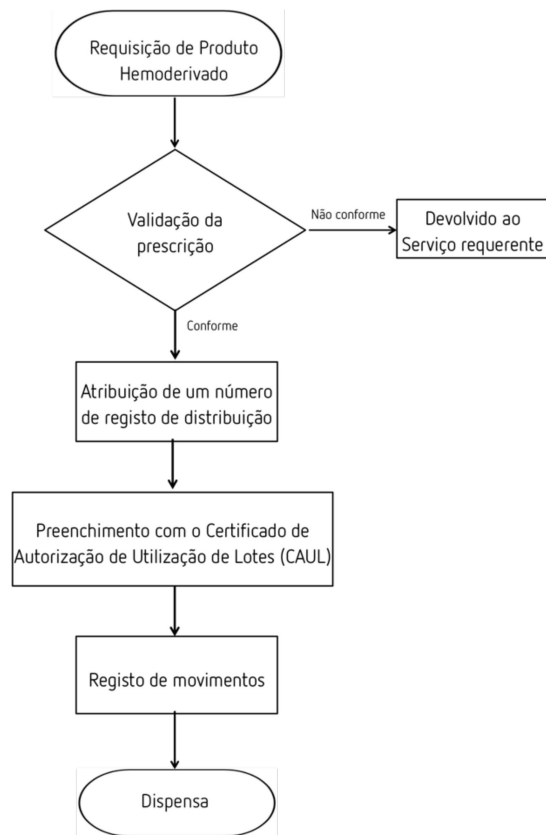 Requisição de Produto
Hemoderivado
Validação da
prescrição
Não conforme
Devolvido ao
Serviço requerente
Conforme
Atribuição de um número
de registo de distribuição
Preenchimento com o Certificado de
Autorização de Utilização de Lotes (CAUL)
Registo de movimentos
Dispensa